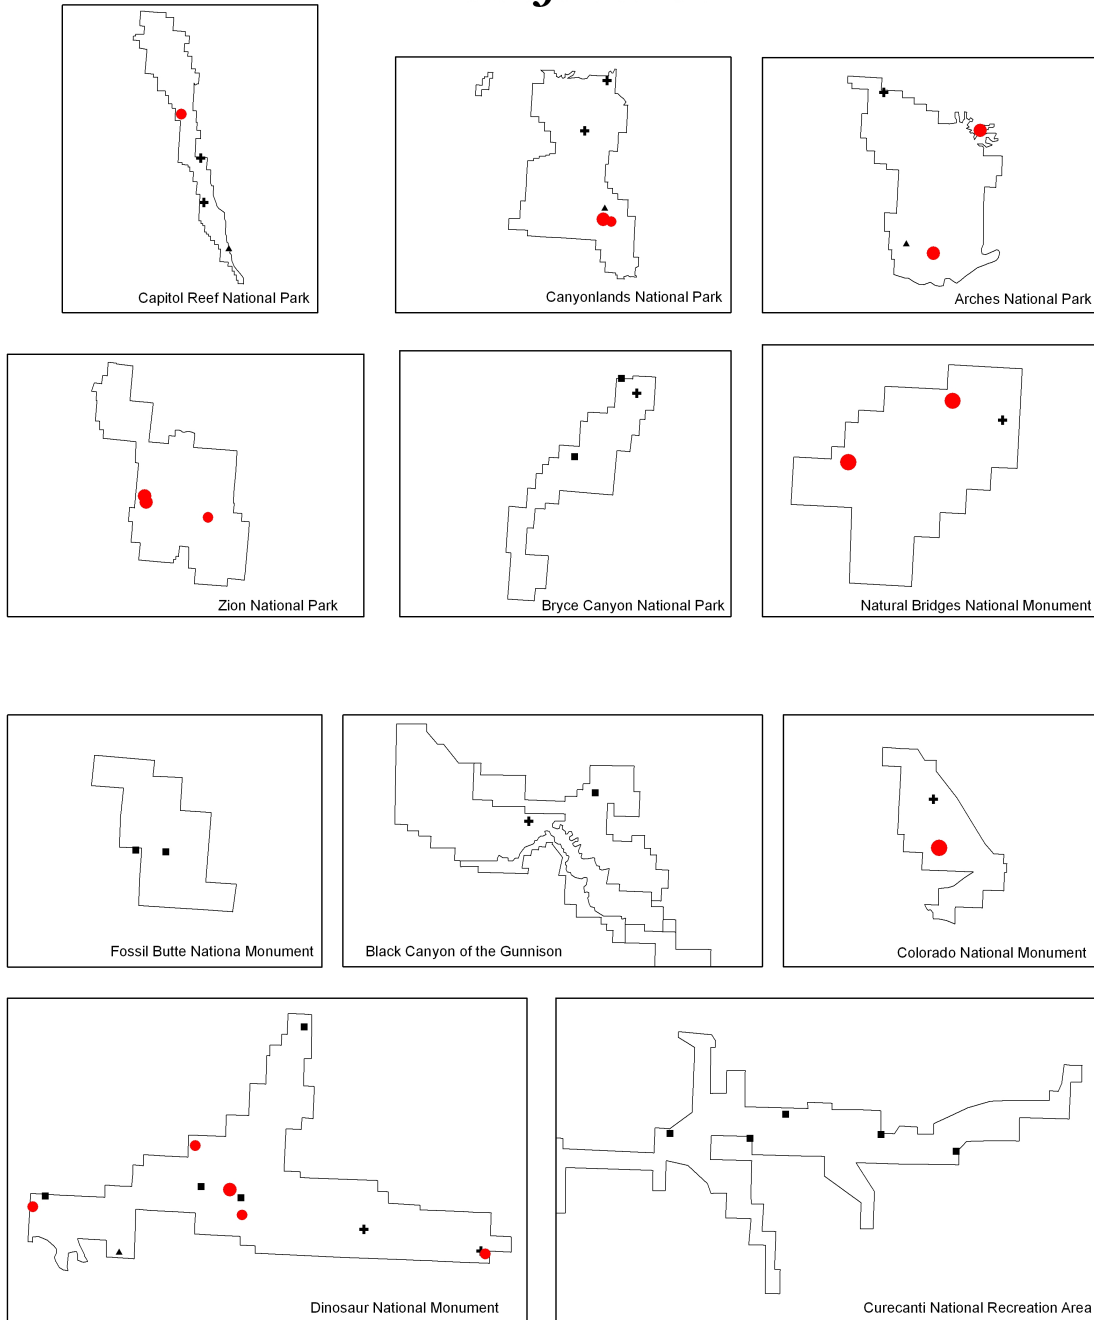 Capitol Reef National Park
Canyonlands National Park
Arches National Park
Zion National Park
Bryce Canyon National Park
Natural Bridges National Monument
Fossil Butte Nationa Monument
Black Canyon of the Gunnison
Colorado National Monument
Dinosaur National Monument
Curecanti National Recreation Area